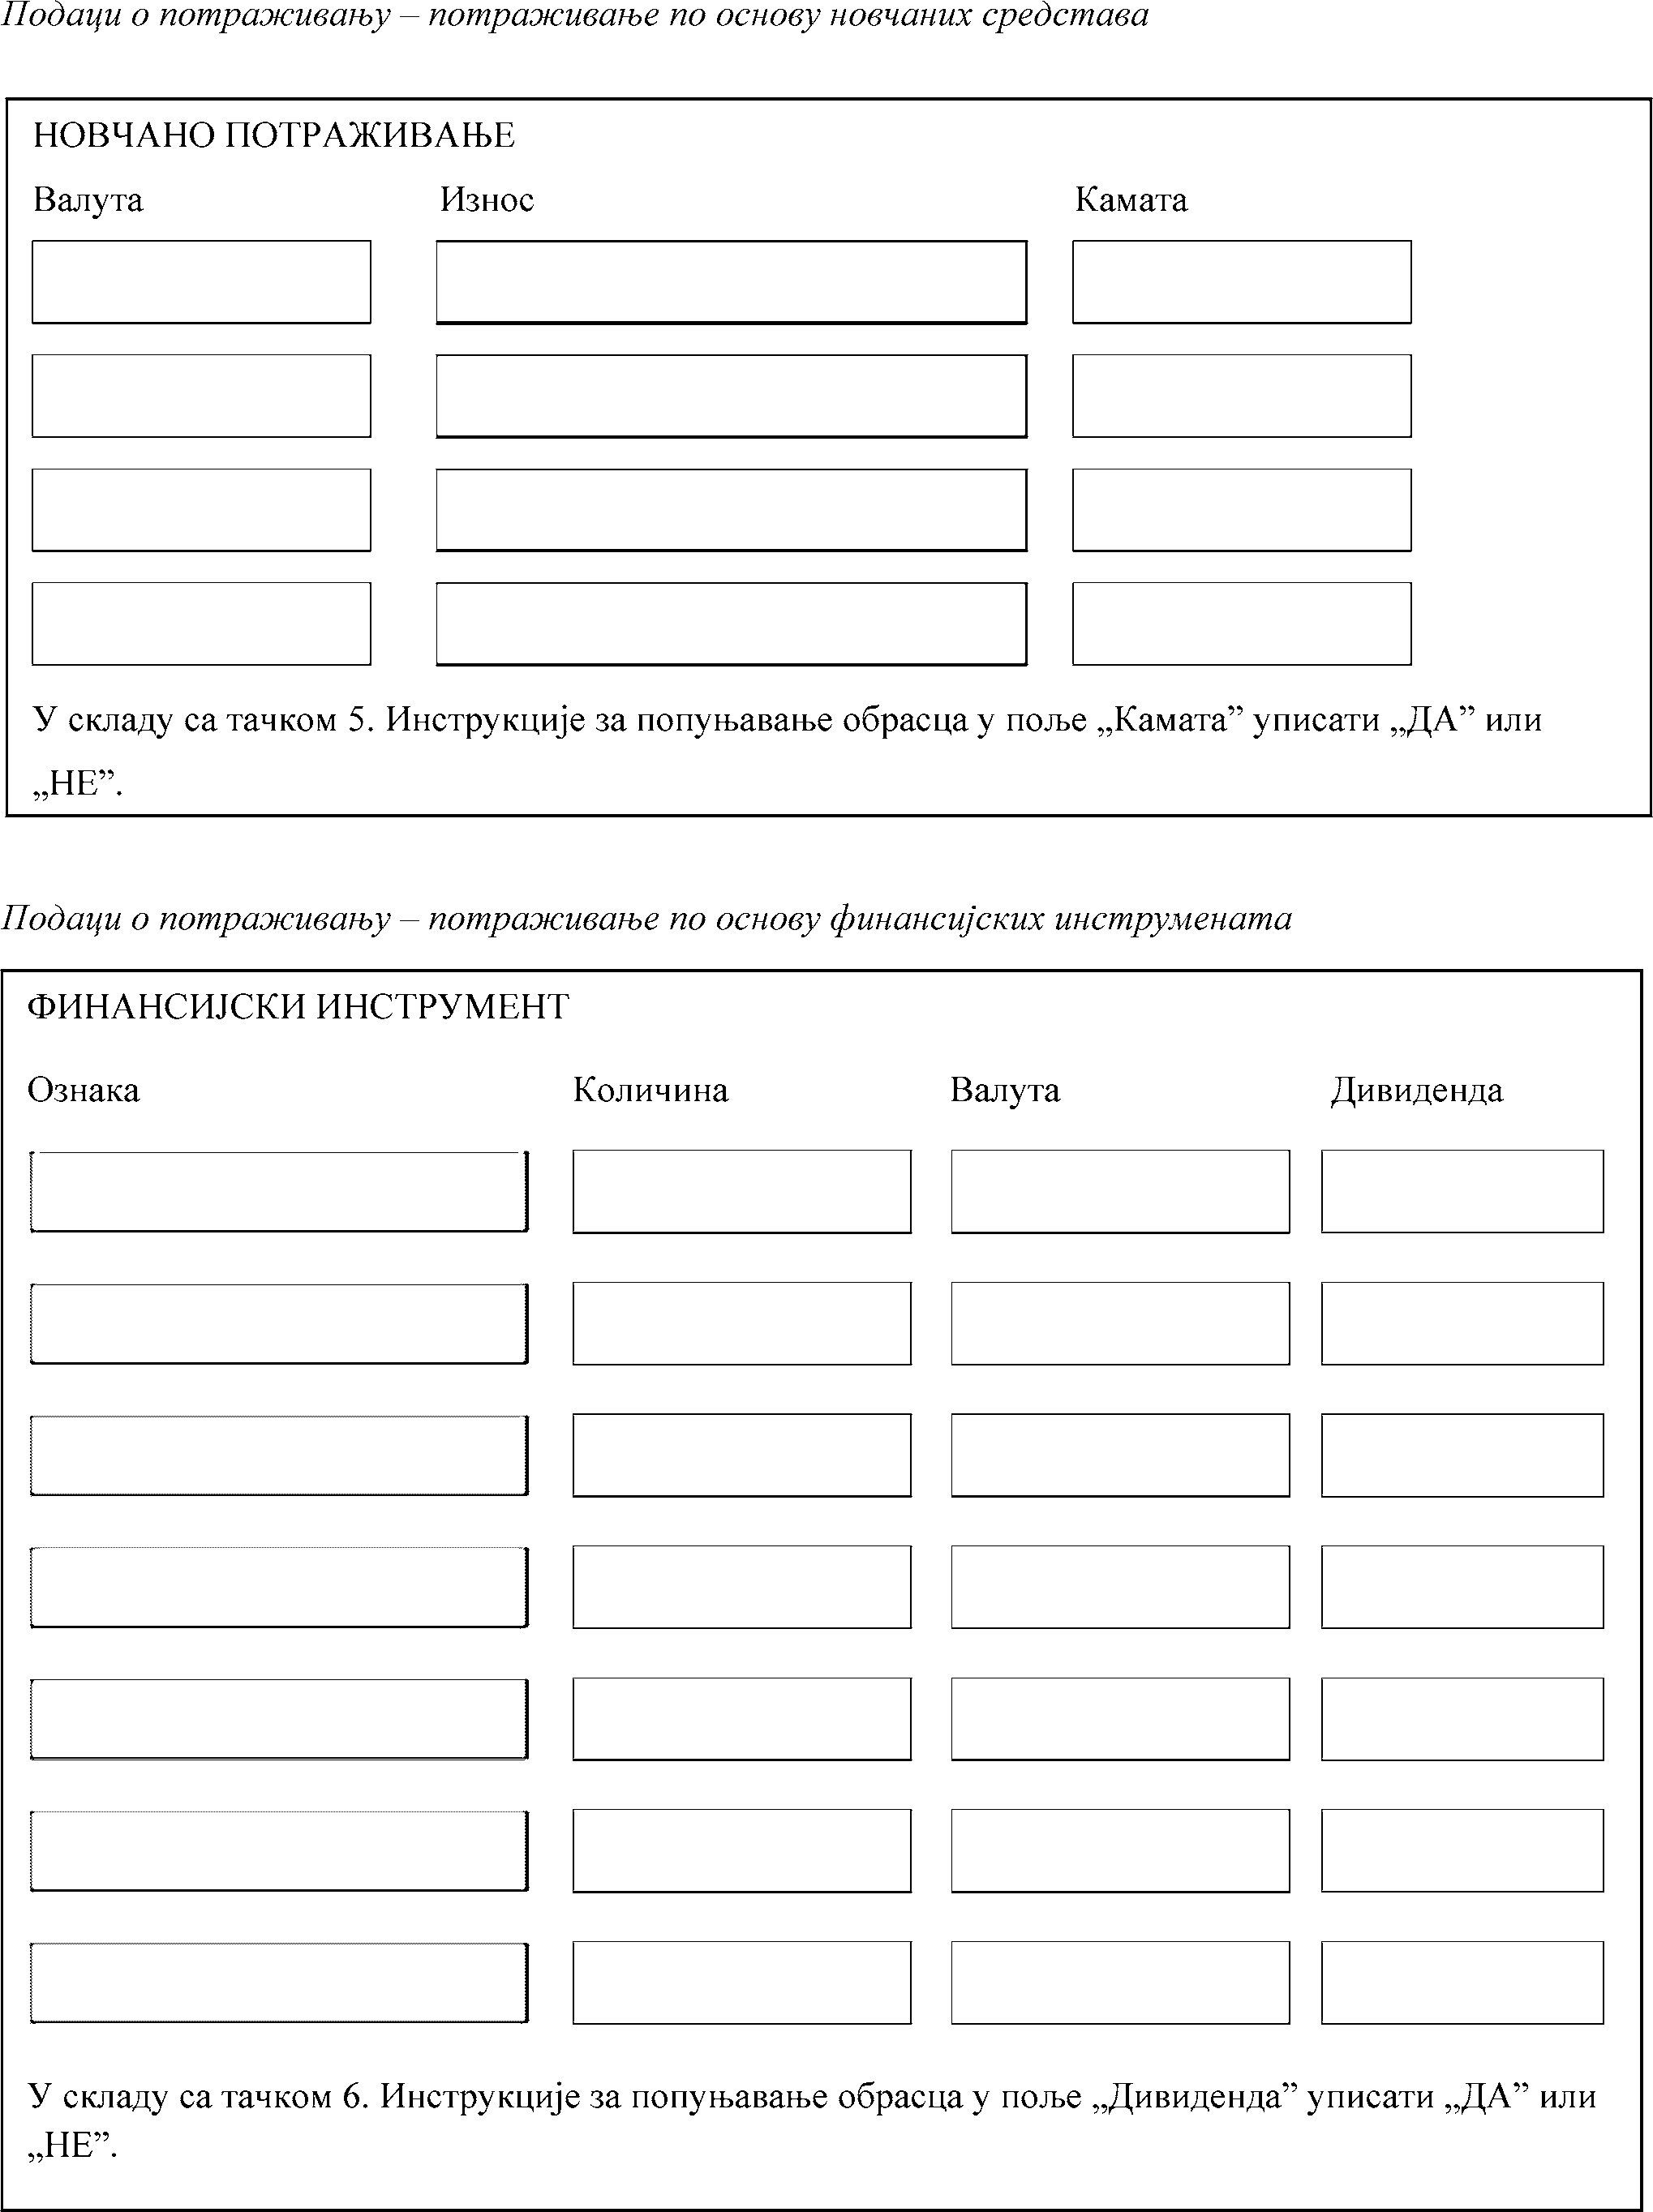 Подаци о потраживању – потраживање по основу новчаних средстава
НОВЧАНО ПОТРАЖИВАЊЕ
Валута Износ Камата
У складу са тачком 5. Инструкције за попуњавање обрасца у поље „Камата” уписати „ДА” или
„НЕ”.
Подаци о потраживању – потраживање по основу финансијских инструмената
ФИНАНСИЈСКИ ИНСТРУМЕНТ
Ознака Количина Валута Дивиденда
У складу са тачком 6. Инструкције за попуњавање обрасца у поље „Дивиденда” уписати „ДА” или
„НЕ”.